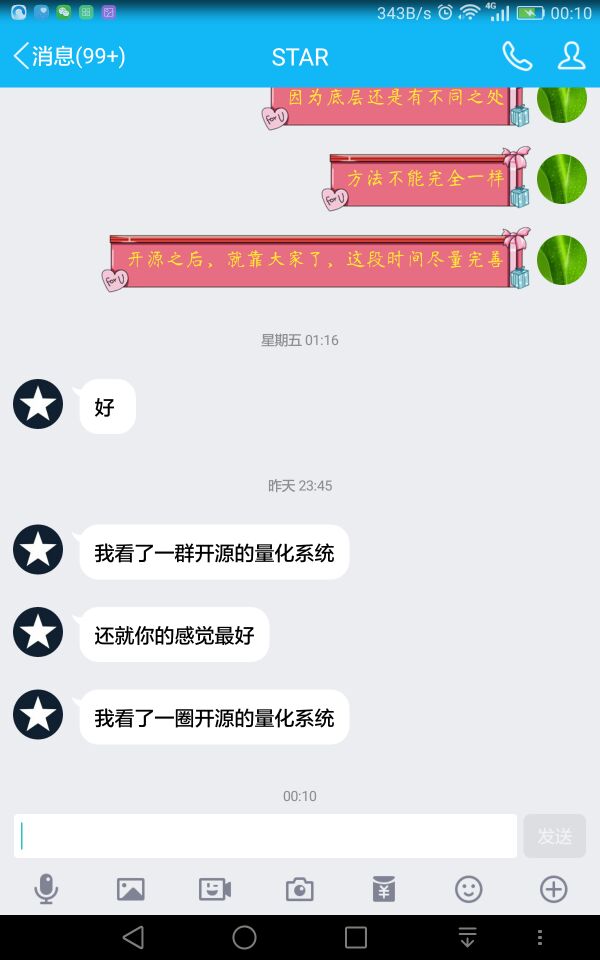 343B/s 4G 00:10
消息(99+) STAR
因为底层还是有不同之处
for U
方法不能完全一样
for U
开源之后，就靠大家了，这段时间尽量完善
for U
星期五 01:16
好
昨天 23:45
我看了一群开源的量化系统
还就你的感觉最好
我看了一圈开源的量化系统
00:10
发送
¥